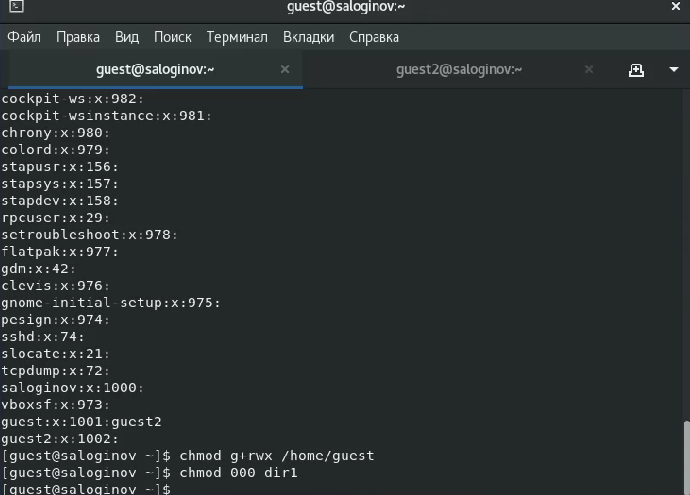 guest@saloginov:~
Файл Правка Вид Поиск Терминал Вкладки Справка
guest@saloginov:~ guest2@saloginov:~
cockpit-ws:x:982:
cockpit-wsinstance:x:981:
chrony:x:980:
colord:x:979:
stapusr:x:156:
stapsys:x:157:
stapdev:x:158:
rpcuser:x:29:
setroubleshoot:x:978:
flatpak:x:977:
gdm:x:42:
clevis:x:976:
gnome-initial-setup:x:975:
pesign:x:974:
sshd:x:74:
slocate:x:21:
tcpdump:x:72:
saloginov:x:1000:
vboxsf:x:973:
guest:x:1001:guest2
guest2:x:1002:
[guest@saloginov ~]$ chmod g+rwx /home/guest
[guest@saloginov ~]$ chmod 000 dir1
[guest@saloginov ~]$